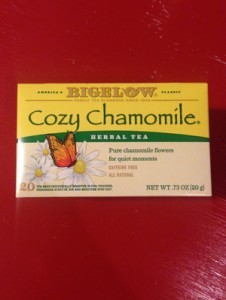 AMERICA'S CLASSIC
BIGELOW
Cozy Chamomile®
HERBAL TEA
Pure chamomile flowers
for quiet moments
CAFFEINE FREE
ALL NATURAL
20
NET WT .73 OZ (20 g)